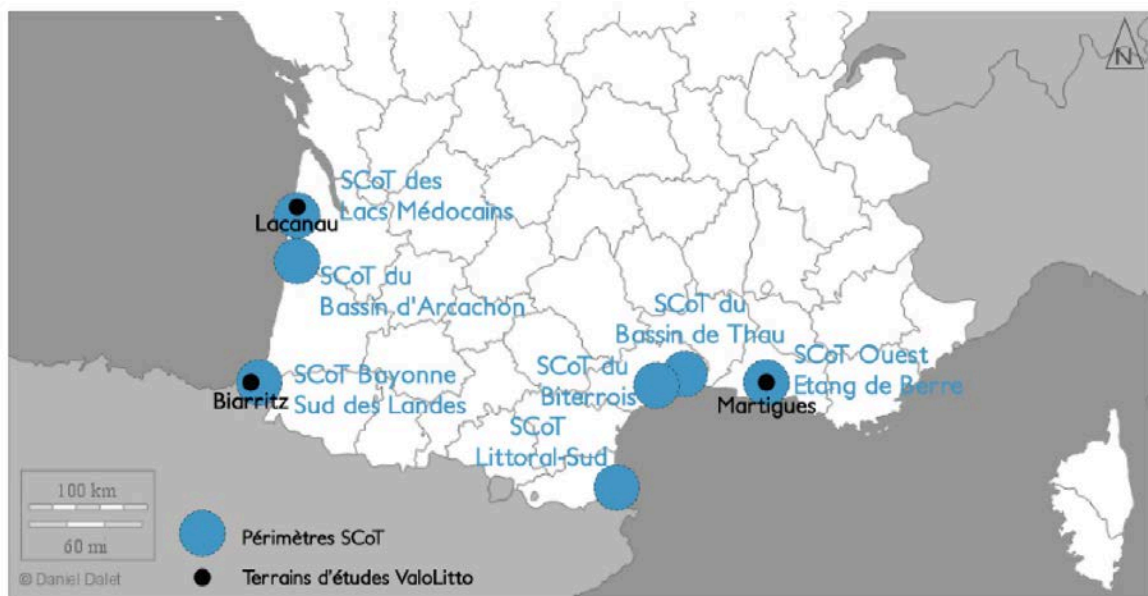 N
SCoT des
Lacs Médocains
Lacanau
SCoT du
Bassin d'Arcachon
SCoT du
Bassin de Thau
SCoT Bayonne
Sud des Landes
Biarritz
SCoT du
Biterrois
SCoT Ouest
Etang de Berre
Martigues
SCoT
Littoral-Sud
100 km
60 mi
Périmètres SCoT
Terrains d'études ValoLitto
© Daniel Dalet